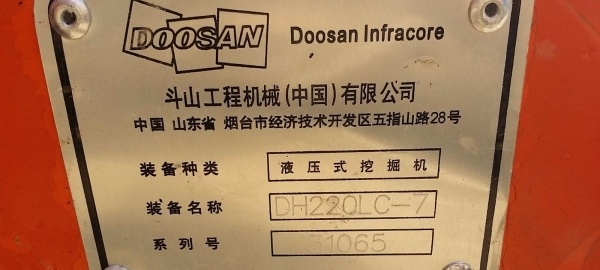 DOOSAN Doosan Infracore
斗山工程机械(中国)有限公司
中国 山东省 烟台市经济技术开发区五指山路28号
装备种类 液压式挖掘机
装备名称 DH220LC-7
系列号 31065